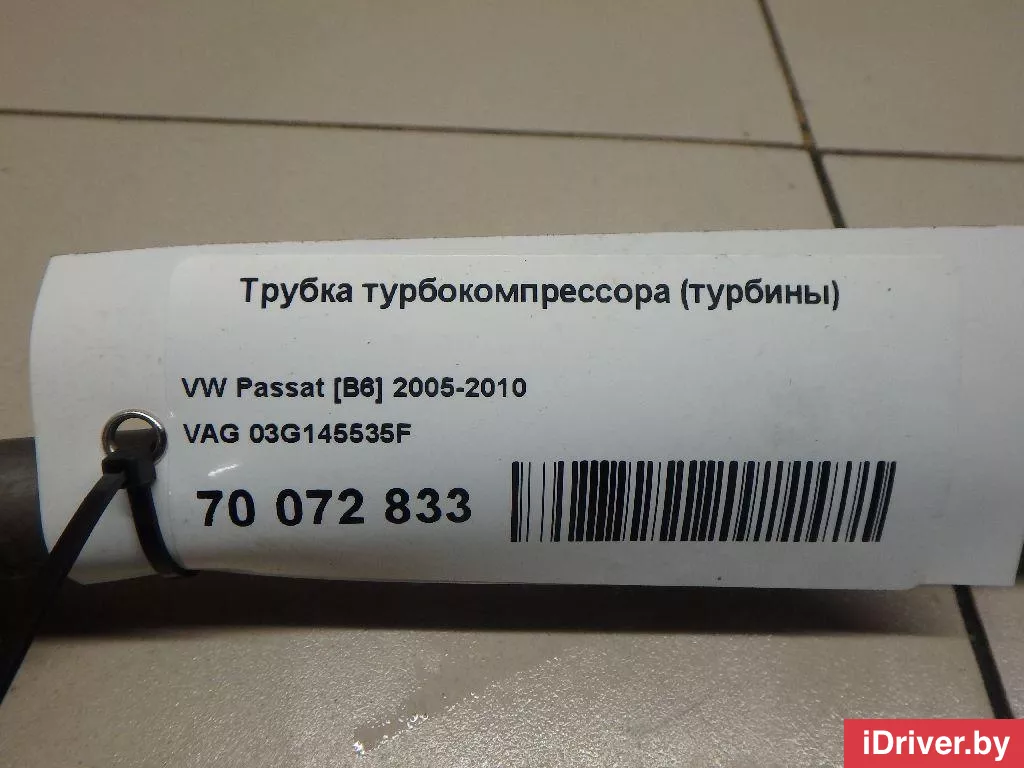 Трубка турбокомпрессора (турбины)
VW Passat [B6] 2005-2010
VAG 03G145535F
70 072 833
iDriver.by